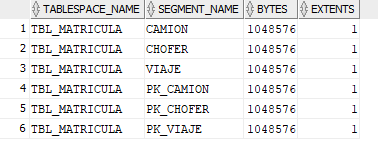 TABLESPACE_NAME SEGMENT_NAME BYTES EXTENTS
1 TBL_MATRICULA CAMION 1048576 1
2 TBL_MATRICULA CHOFER 1048576 1
3 TBL_MATRICULA VIAJE 1048576 1
4 TBL_MATRICULA PK_CAMION 1048576 1
5 TBL_MATRICULA PK_CHOFER 1048576 1
6 TBL_MATRICULA PK_VIAJE 1048576 1